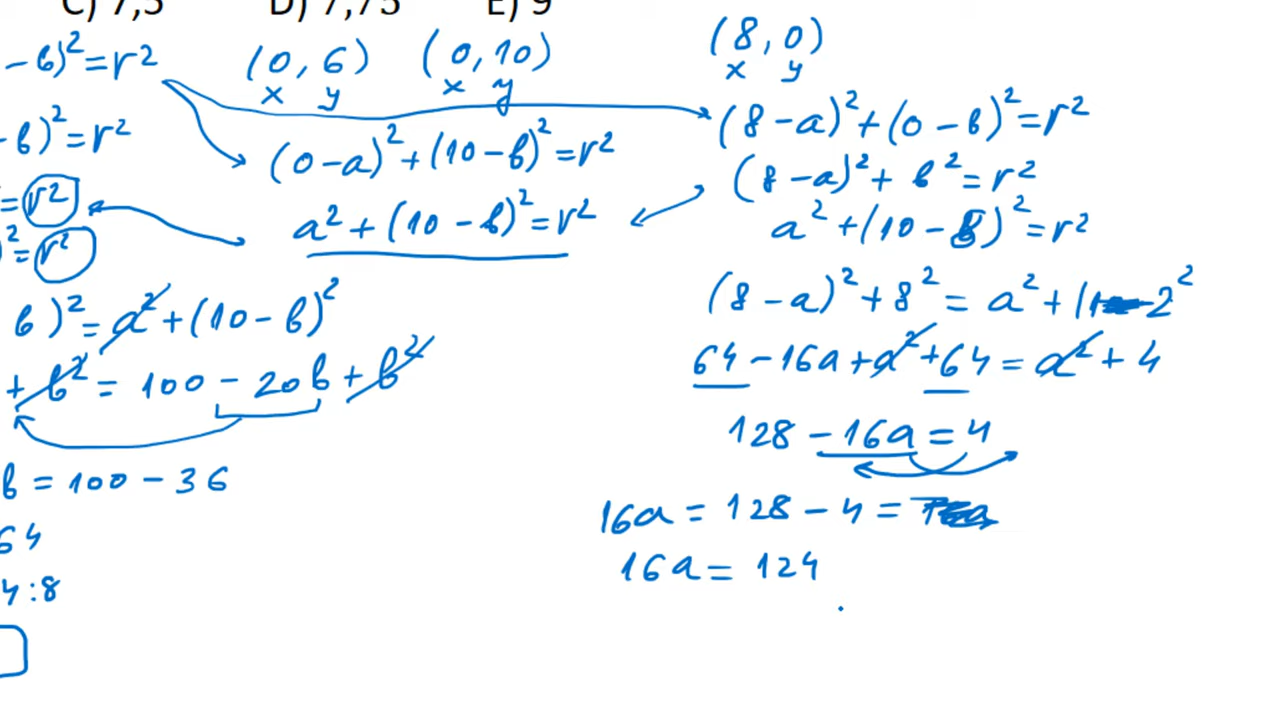 C) 7,5 D) 7,75 E) 9
- b)² = r²
- b)² = r²
= r²
)² = r²
b)² = a² + (10 - b)²
+ b² = 100 - 20b + b²
b = 100 - 36
64
4 : 8
(0, 6) (0, 10)
x y x y
(0 - a)² + (10 - b)² = r²
a² + (10 - b)² = r²
(8, 0)
x y
(8 - a)² + (0 - b)² = r²
(8 - a)² + b² = r²
a² + (10 - 8)² = r²
(8 - a)² + 8² = a² + 2²
64 - 16a + a² + 64 = a² + 4
128 - 16a = 4
16a = 128 - 4 =
16a = 124